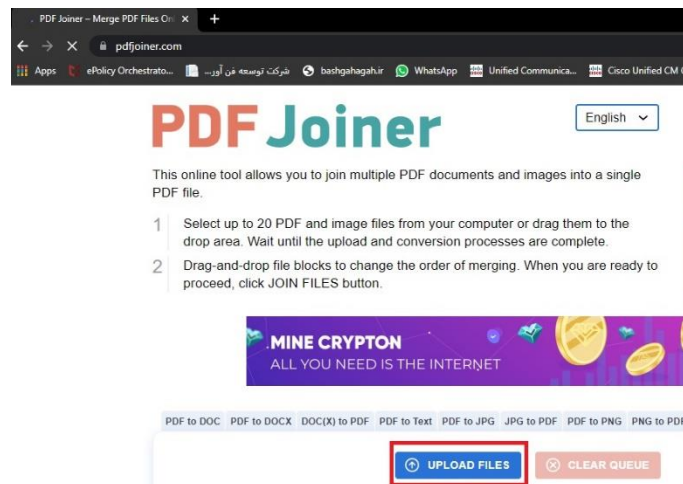 PDF Joiner – Merge PDF Files Onl
pdfjoiner.com
Apps ePolicy Orchestrato... شرکت توسعه فن آور... bashgahagah.ir WhatsApp Unified Communica... Cisco Unified CM
PDF Joiner
English
This online tool allows you to join multiple PDF documents and images into a single
PDF file.
1 Select up to 20 PDF and image files from your computer or drag them to the
drop area. Wait until the upload and conversion processes are complete.
2 Drag-and-drop file blocks to change the order of merging. When you are ready to
proceed, click JOIN FILES button.
.MINE CRYPTON
ALL YOU NEED IS THE INTERNET
PDF to DOC PDF to DOCX DOC(X) to PDF PDF to Text PDF to JPG JPG to PDF PDF to PNG PNG to PDF
UPLOAD FILES CLEAR QUEUE